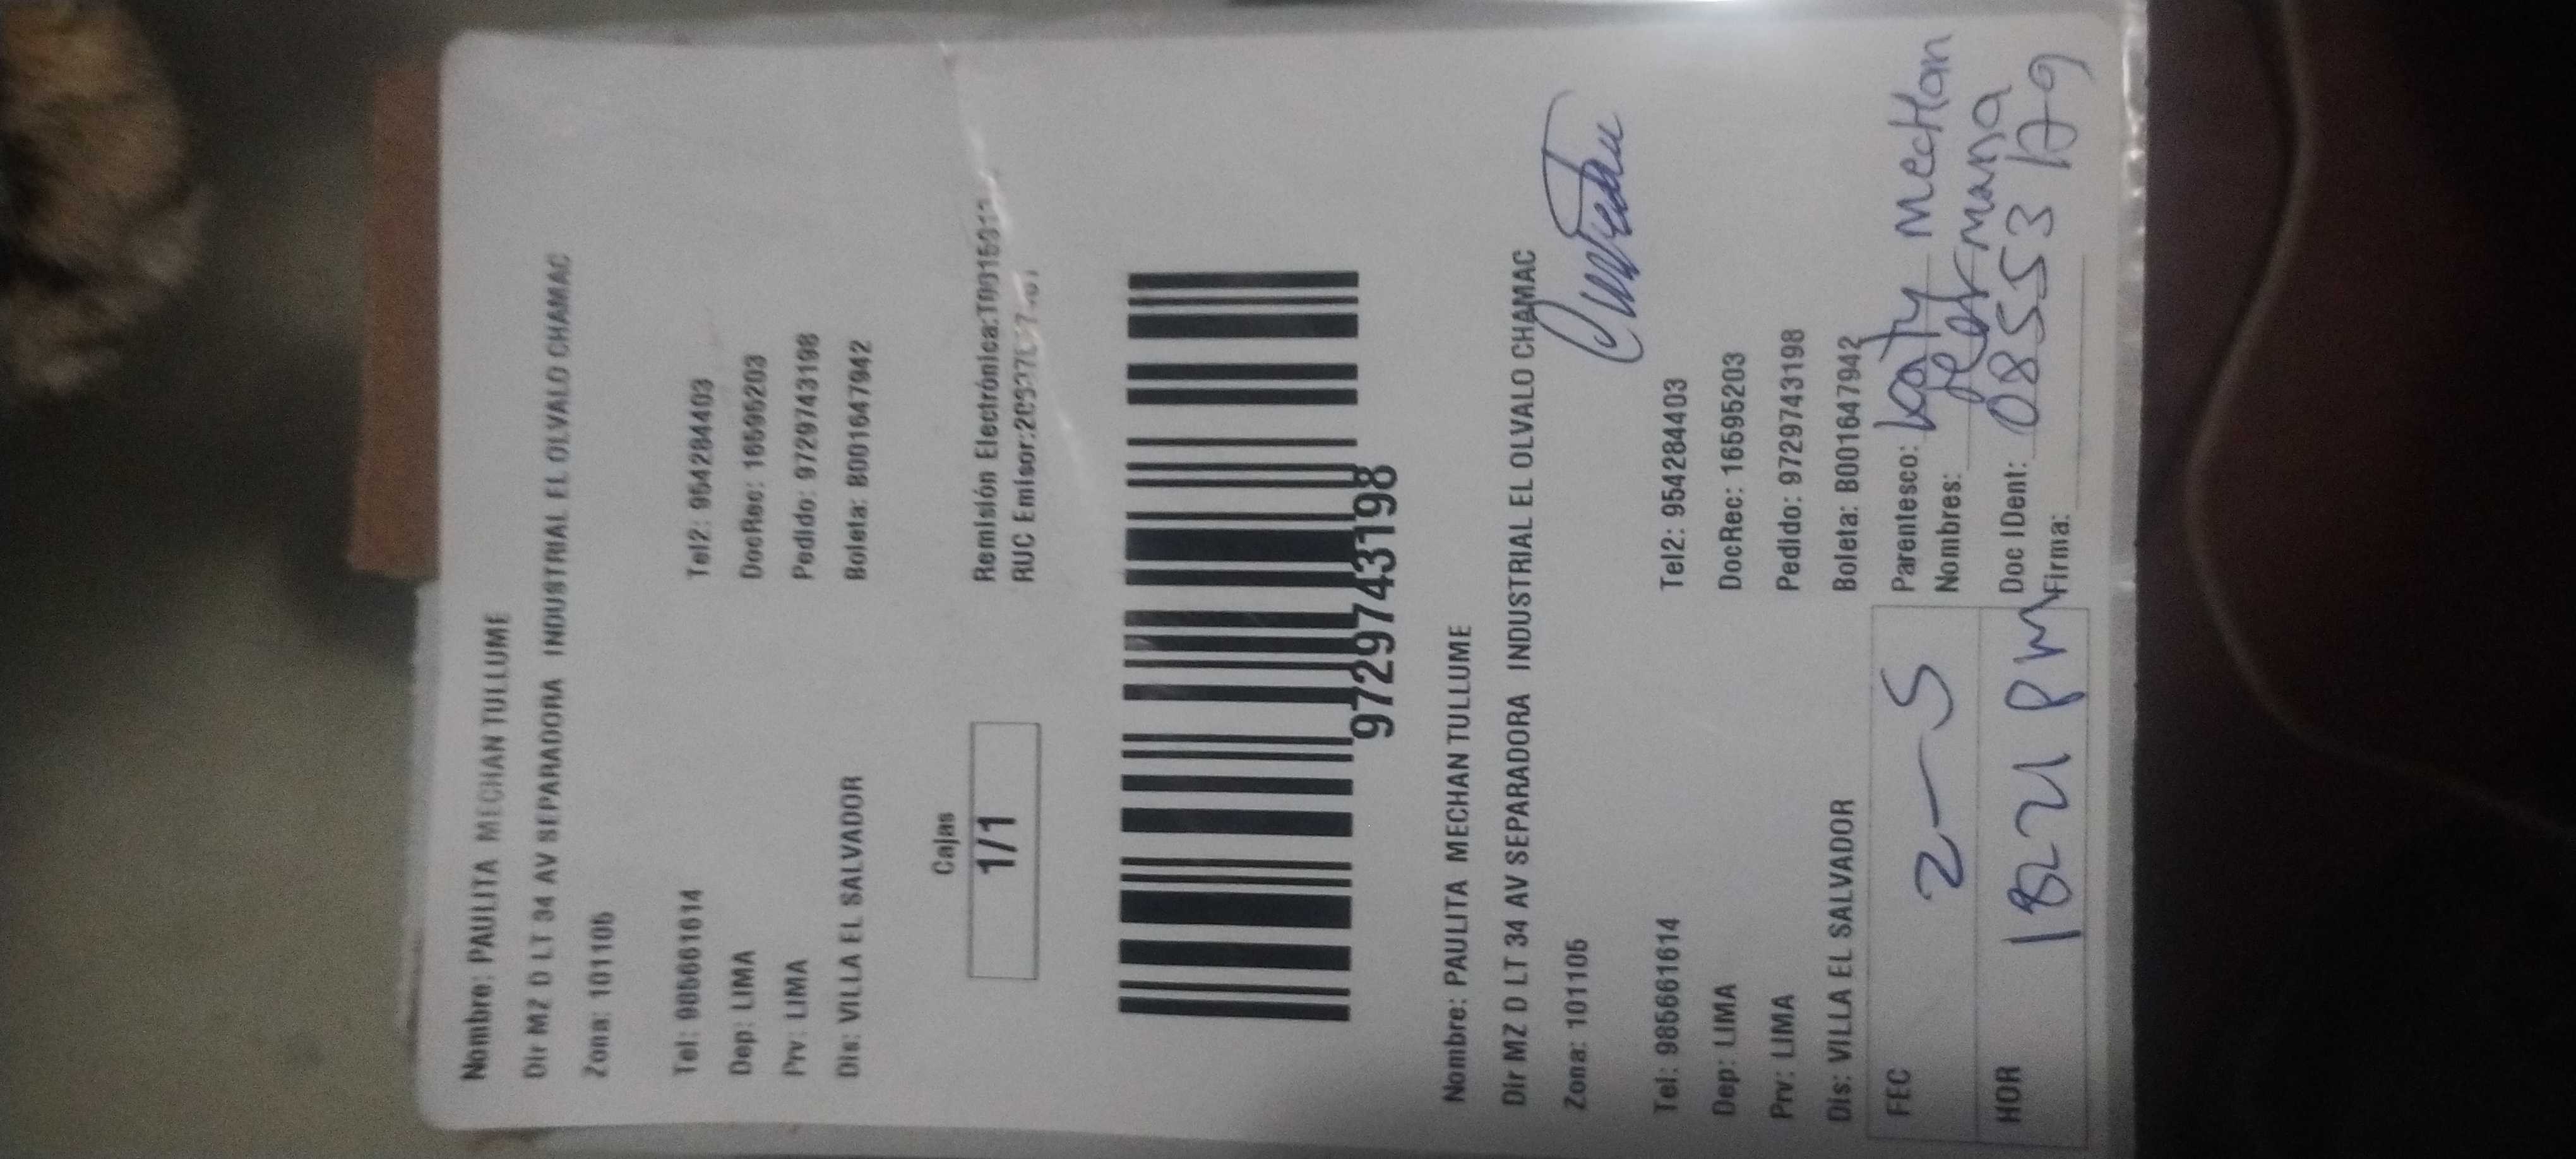 Nombre: PAULITA MECHAN TULLUME
Dir MZ D LT 34 AV SEPARADORA INDUSTRIAL EL OLVALO CHAMAC
Zona: 101105
Tel: 985661614 Tel2: 954284403
Dep: LIMA DocRec: 16595203
Prv: LIMA Pedido: 9729743198
Dis: VILLA EL SALVADOR Boleta: B001647942
Cajas
1/1
Remisión Electrónica:
RUC Emisor:
9729743198
Nombre: PAULITA MECHAN TULLUME
Dir MZ D LT 34 AV SEPARADORA INDUSTRIAL EL OLVALO CHAMAC
Zona: 101105
Tel: 985661614 Tel2: 954284403
Dep: LIMA DocRec: 16595203
Prv: LIMA Pedido: 9729743198
Dis: VILLA EL SALVADOR Boleta: B001647942
FEC 2-5 Parentesco: Katy mecHan
Nombres: Hermana
HOR 1821 PM Doc IDent: 08553179
Firma: